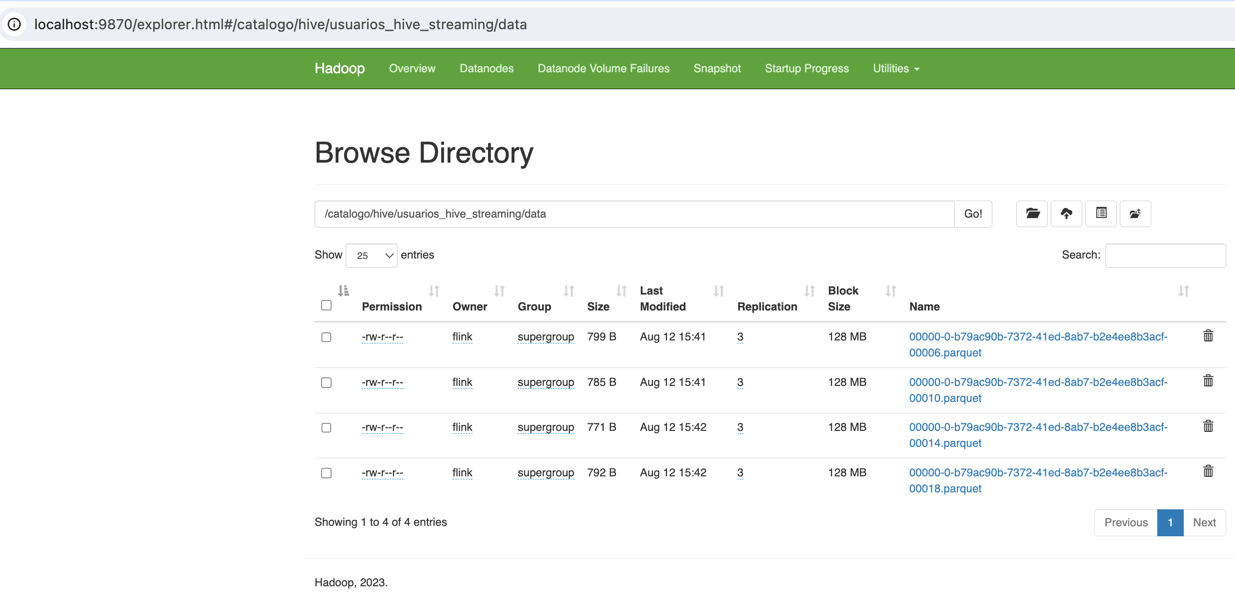 localhost:9870/explorer.html#/catalogo/hive/usuarios_hive_streaming/data
Hadoop Overview Datanodes Datanode Volume Failures Snapshot Startup Progress Utilities
Browse Directory
/catalogo/hive/usuarios_hive_streaming/data Go!
Show 25 entries Search:
Permission Owner Group Size Last Modified Replication Block Size Name
-rw-r--r-- flink supergroup 799 B Aug 12 15:41 3 128 MB 00000-0-b79ac90b-7372-41ed-8ab7-b2e4ee8b3acf-
00006.parquet
-rw-r--r-- flink supergroup 785 B Aug 12 15:41 3 128 MB 00000-0-b79ac90b-7372-41ed-8ab7-b2e4ee8b3acf-
00010.parquet
-rw-r--r-- flink supergroup 771 B Aug 12 15:42 3 128 MB 00000-0-b79ac90b-7372-41ed-8ab7-b2e4ee8b3acf-
00014.parquet
-rw-r--r-- flink supergroup 792 B Aug 12 15:42 3 128 MB 00000-0-b79ac90b-7372-41ed-8ab7-b2e4ee8b3acf-
00018.parquet
Showing 1 to 4 of 4 entries
Previous 1 Next
Hadoop, 2023.